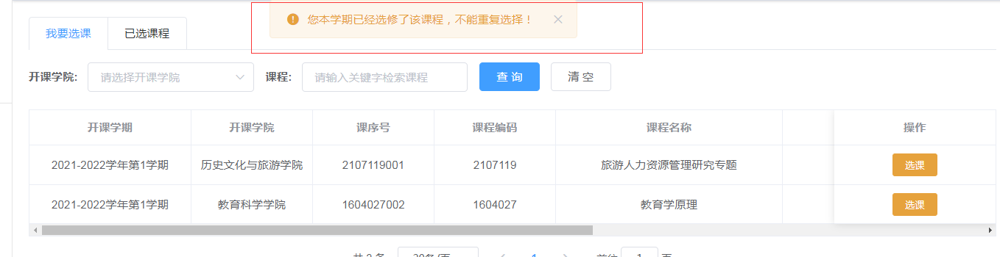 您本学期已经选修了该课程，不能重复选择！
我要选课 已选课程
开课学院: 请选择开课学院 课程: 请输入关键字检索课程 查 询 清 空
开课学期 开课学院 课序号 课程编码 课程名称 操作
2021-2022学年第1学期 历史文化与旅游学院 2107119001 2107119 旅游人力资源管理研究专题 选课
2021-2022学年第1学期 教育科学学院 1604027002 1604027 教育学原理 选课
共 2 条 20条/页 1 前往 1 页